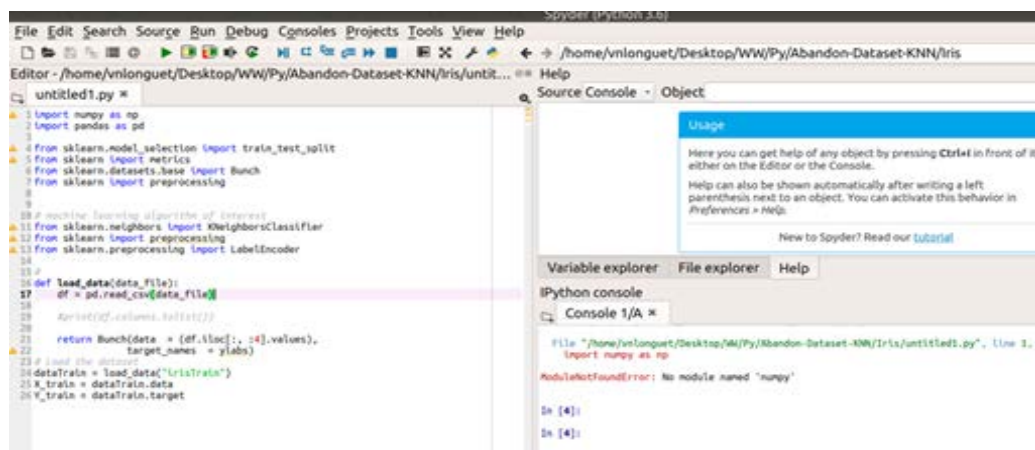 Spyder (Python 3.6)
File Edit Search Source Run Debug Consoles Projects Tools View Help
/home/vnlonguet/Desktop/WW/Py/Abandon-Dataset-KNN/Iris
Editor - /home/vnlonguet/Desktop/WW/Py/Abandon-Dataset-KNN/Iris/untit...
untitled1.py
1 import numpy as np
2 import pandas as pd
3
4 from sklearn.model_selection import train_test_split
5 from sklearn import metrics
6 from sklearn.datasets.base import Bunch
7 from sklearn import preprocessing
8
9
10 # machine learning algorithm of interest
11 from sklearn.neighbors import KNeighborsClassifier
12 from sklearn import preprocessing
13 from sklearn.preprocessing import LabelEncoder
14
15 #
16 def load_data(data_file):
17 df = pd.read_csv(data_file)
18
19 #print(df.columns.tolist())
20
21 return Bunch(data = (df.iloc[:, :4].values),
22 target_names = ylabs)
23 # Load the dataset
24 dataTrain = load_data("irisTrain")
25 X_train = dataTrain.data
26 Y_train = dataTrain.target
Help
Source Console Object
Usage
Here you can get help of any object by pressing Ctrl+I in front of it
either on the Editor or the Console.
Help can also be shown automatically after writing a left
parenthesis next to an object. You can activate this behavior in
Preferences > Help.
New to Spyder? Read our tutorial
Variable explorer File explorer Help
IPython console
Console 1/A
File "/home/vnlonguet/Desktop/WW/Py/Abandon-Dataset-KNN/Iris/untitled1.py", line 1,
import numpy as np
ModuleNotFoundError: No module named 'numpy'
In [4]:
In [4]: